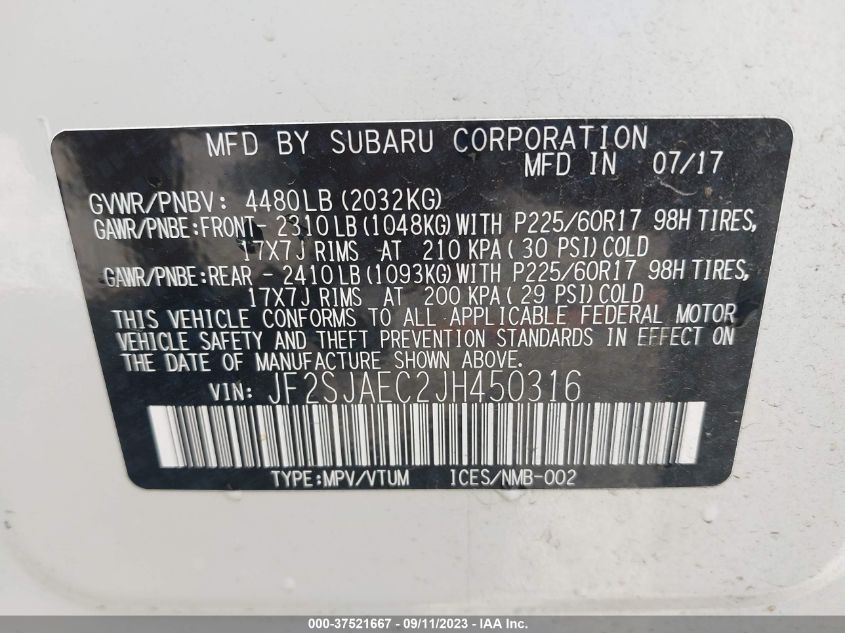 MFD BY SUBARU CORPORATION
MFD IN 07/17
GVWR/PNBV: 4480LB(2032KG)
GAWR/PNBE:FRONT- 2310LB(1048KG)WITH P225/60R17 98H TIRES,
17X7J RIMS AT 210 KPA(30 PSI)COLD
GAWR/PNBE:REAR - 2410LB(1093KG)WITH P225/60R17 98H TIRES,
17X7J RIMS AT 200 KPA(29 PSI)COLD
THIS VEHICLE CONFORMS TO ALL APPLICABLE FEDERAL MOTOR
VEHICLE SAFETY AND THEFT PREVENTION STANDARDS IN EFFECT ON
THE DATE OF MANUFACTURE SHOWN ABOVE.
VIN: JF2SJAEC2JH450316
TYPE:MPV/VTUM ICES/NMB-002
000-37521667 - 09/11/2023 - IAA Inc.